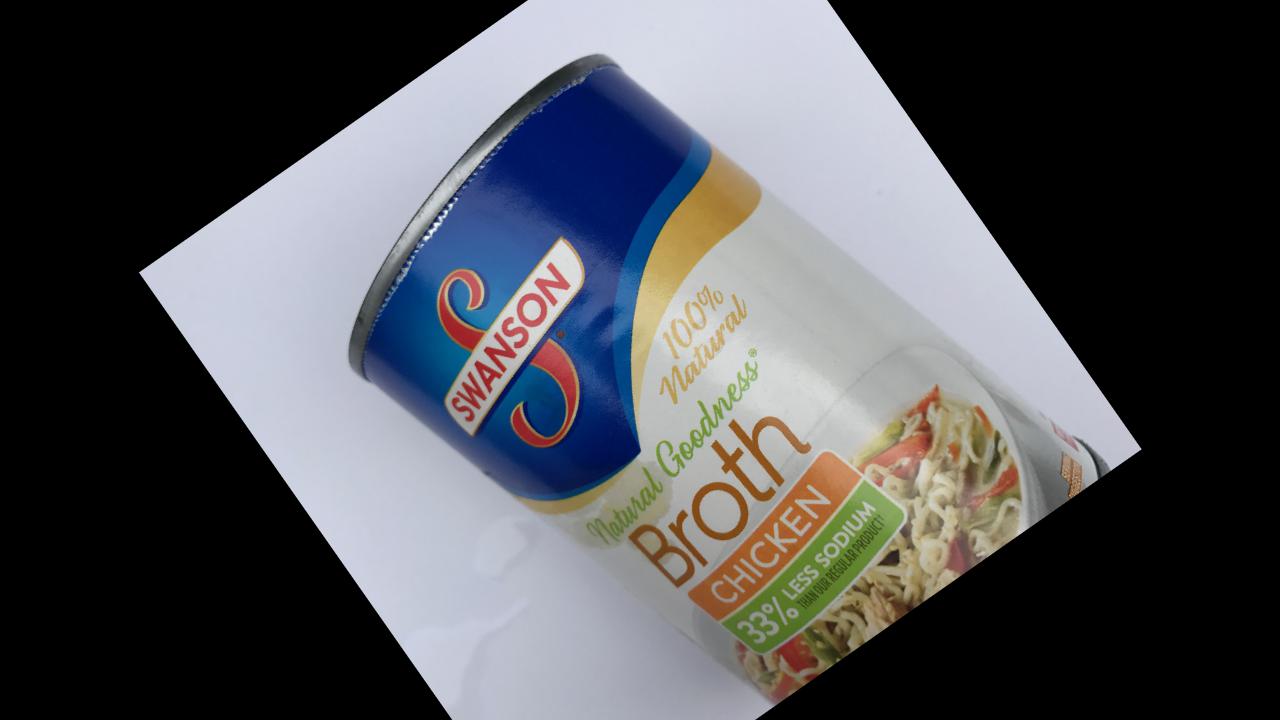 SWANSON
100%
Natural
Natural Goodness®
Broth
CHICKEN
33% LESS SODIUM
THAN OUR REGULAR PRODUCT†